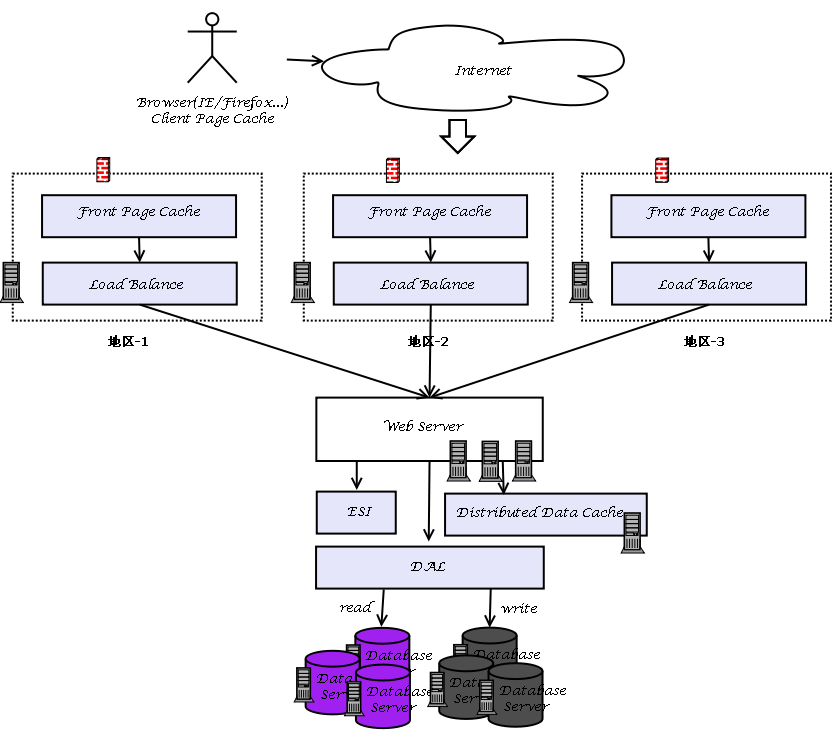 Browser(IE/Firefox...)
Client Page Cache
Internet
Front Page Cache
Load Balance
地区-1
Front Page Cache
Load Balance
地区-2
Front Page Cache
Load Balance
地区-3
Web Server
ESI
Distributed Data Cache
DAL
read
write
Database
Database
Server
Database
Database
Server